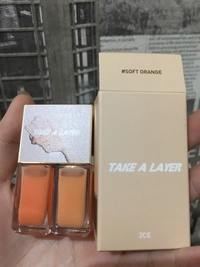 #SOFT ORANGE
TAKE A LAYER
TAKE A LAYER
3CE